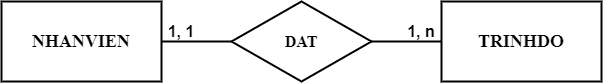 NHANVIEN 1, 1 DAT 1, n TRINHDO